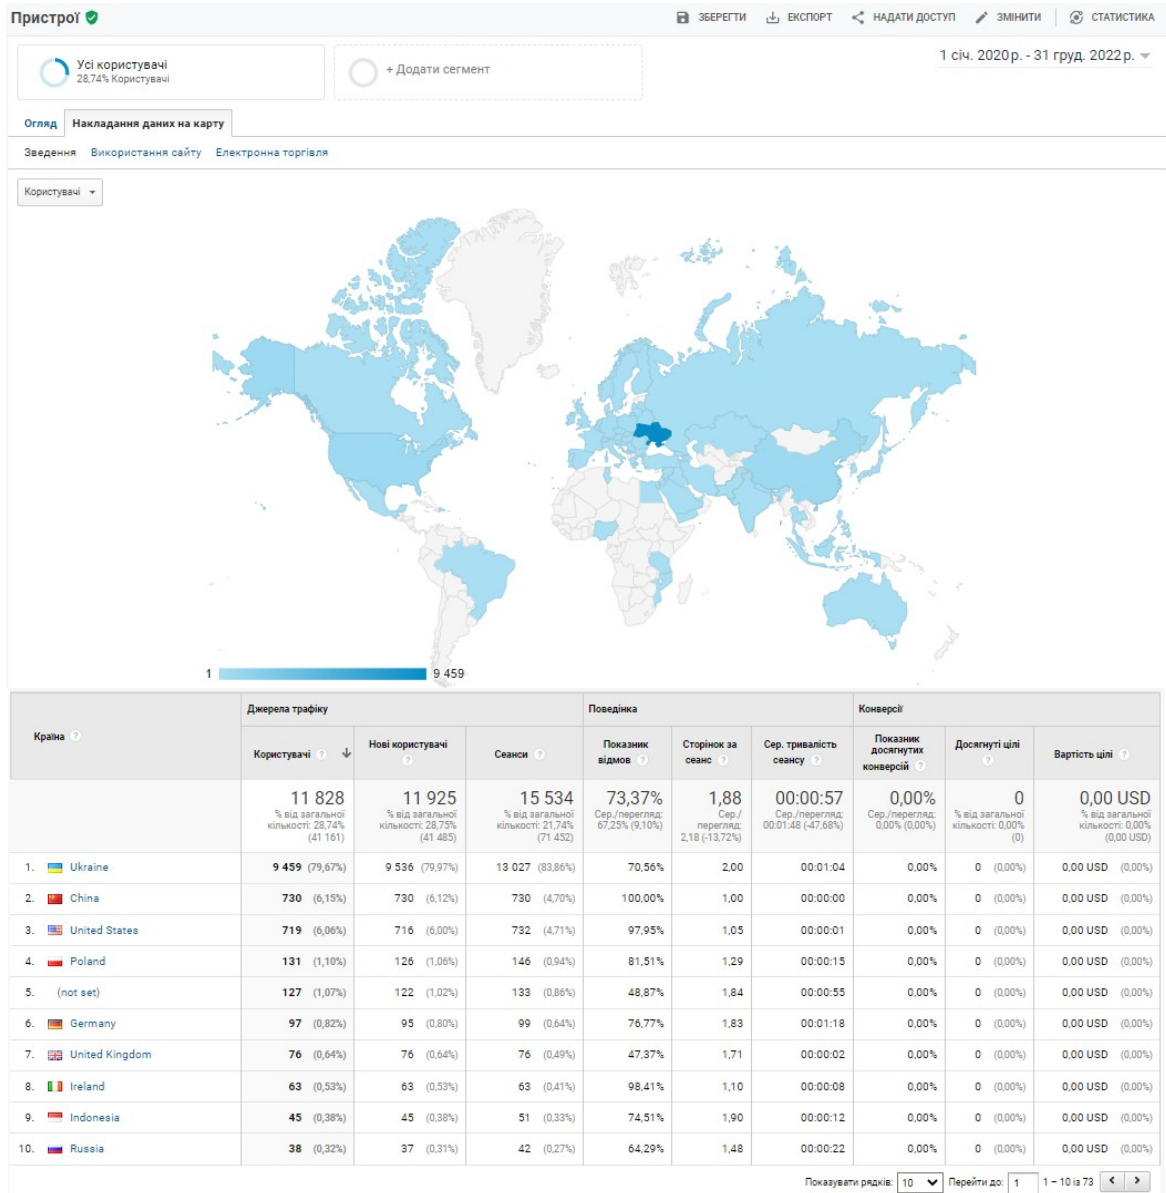 Пристрої
ЗБЕРЕГТИ ЕКСПОРТ НАДАТИ ДОСТУП ЗМІНИТИ СТАТИСТИКА
Усі користувачі
28,74% Користувачі
+ Додати сегмент
1 січ. 2020 р. - 31 груд. 2022 р.
Огляд Накладання даних на карту
Зведення Використання сайту Електронна торгівля
Користувачі
1 9 459
Країна ?
Джерела трафіку Поведінка Конверсії
Користувачі ? Нові користувачі ? Сеанси ? Показник відмов ? Сторінок за сеанс ? Сер. тривалість сеансу ? Показник досягнутих конверсій ? Досягнуті цілі ? Вартість цілі ?
11 828 % від загальної кількості: 28,74% (41 161)
11 925 % від загальної кількості: 28,75% (41 485)
15 534 % від загальної кількості: 21,74% (71 452)
73,37% Сер./перегляд: 67,25% (9,10%)
1,88 Сер./перегляд: 2,18 (-13,72%)
00:00:57 Сер./перегляд: 00:01:48 (-47,68%)
0,00% Сер./перегляд: 0,00% (0,00%)
0 % від загальної кількості: 0,00% (0)
0,00 USD % від загальної кількості: 0,00% (0,00 USD)
1. Ukraine 9 459 (79,67%) 9 536 (79,97%) 13 027 (83,86%) 70,56% 2,00 00:01:04 0,00% 0 (0,00%) 0,00 USD (0,00%)
2. China 730 (6,15%) 730 (6,12%) 730 (4,70%) 100,00% 1,00 00:00:00 0,00% 0 (0,00%) 0,00 USD (0,00%)
3. United States 719 (6,06%) 716 (6,00%) 732 (4,71%) 97,95% 1,05 00:00:01 0,00% 0 (0,00%) 0,00 USD (0,00%)
4. Poland 131 (1,10%) 126 (1,06%) 146 (0,94%) 81,51% 1,29 00:00:15 0,00% 0 (0,00%) 0,00 USD (0,00%)
5. (not set) 127 (1,07%) 122 (1,02%) 133 (0,86%) 48,87% 1,84 00:00:55 0,00% 0 (0,00%) 0,00 USD (0,00%)
6. Germany 97 (0,82%) 95 (0,80%) 99 (0,64%) 76,77% 1,83 00:01:18 0,00% 0 (0,00%) 0,00 USD (0,00%)
7. United Kingdom 76 (0,64%) 76 (0,64%) 76 (0,49%) 47,37% 1,71 00:00:02 0,00% 0 (0,00%) 0,00 USD (0,00%)
8. Ireland 63 (0,53%) 63 (0,53%) 63 (0,41%) 98,41% 1,10 00:00:08 0,00% 0 (0,00%) 0,00 USD (0,00%)
9. Indonesia 45 (0,38%) 45 (0,38%) 51 (0,33%) 74,51% 1,90 00:00:12 0,00% 0 (0,00%) 0,00 USD (0,00%)
10. Russia 38 (0,32%) 37 (0,31%) 42 (0,27%) 64,29% 1,48 00:00:22 0,00% 0 (0,00%) 0,00 USD (0,00%)
Показувати рядків: 10 Перейти до: 1 1 – 10 із 73